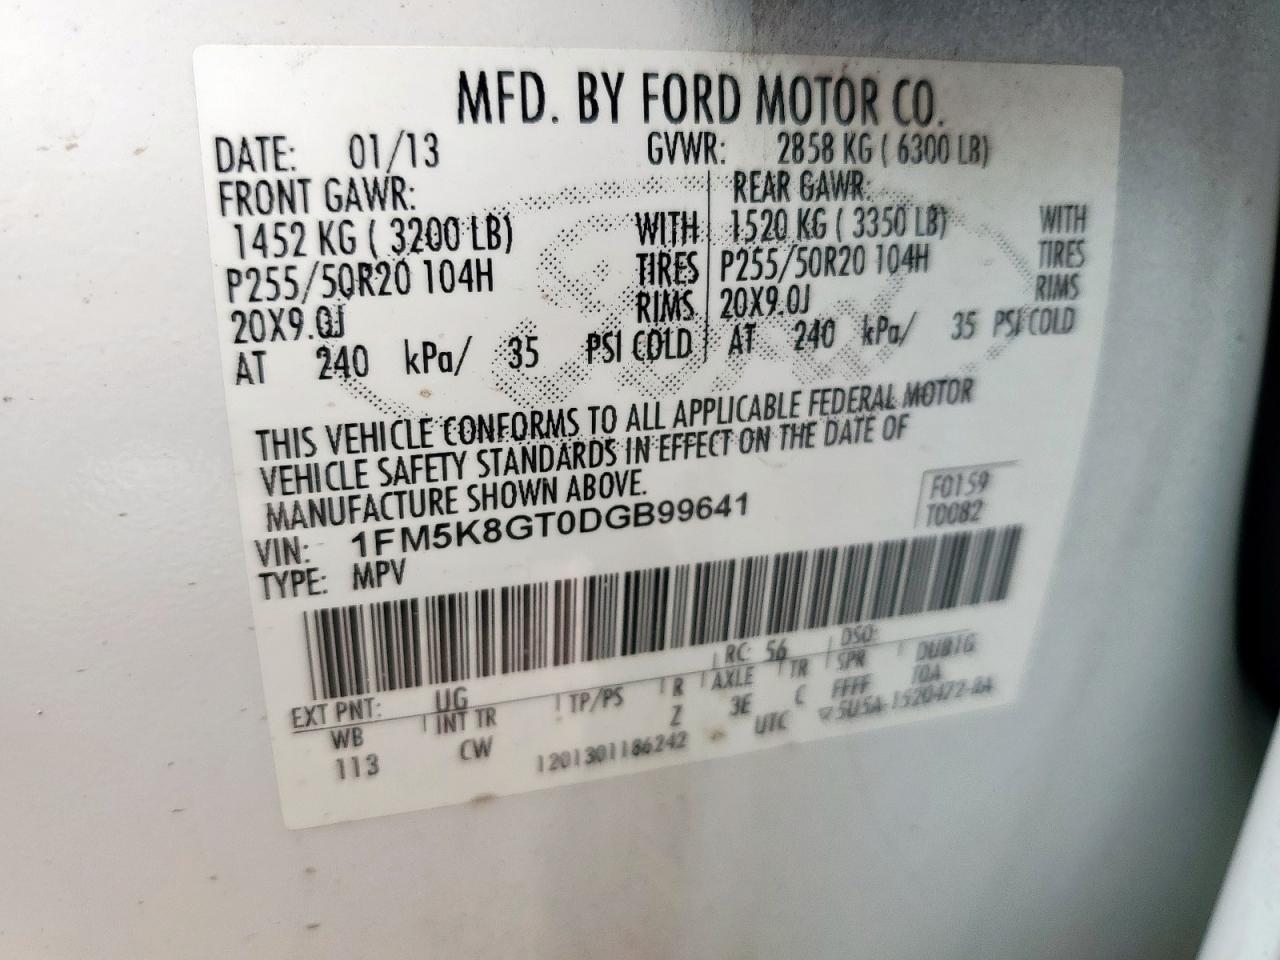 MFD. BY FORD MOTOR CO.
DATE: 01/13 GVWR: 2858 KG ( 6300 LB)
FRONT GAWR: REAR GAWR:
1452 KG ( 3200 LB) WITH 1520 KG ( 3350 LB) WITH
P255/50R20 104H TIRES P255/50R20 104H TIRES
20X9.0J RIMS 20X9.0J RIMS
AT 240 kPa/ 35 PSI COLD AT 240 kPa/ 35 PSI COLD
THIS VEHICLE CONFORMS TO ALL APPLICABLE FEDERAL MOTOR
VEHICLE SAFETY STANDARDS IN EFFECT ON THE DATE OF
MANUFACTURE SHOWN ABOVE.
F0159
T0082
VIN: 1FM5K8GT0DGB99641
TYPE: MPV
EXT PNT: UG RC: 56 DSO:
WB INT TR TP/PS R AXLE TR SPR
113 CW Z 3E C FFFF
1201301186242 UTC